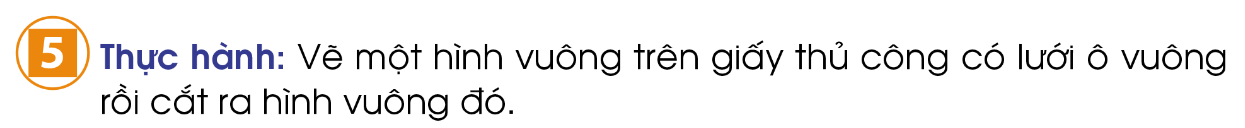 5 Thực hành: Vẽ một hình vuông trên giấy thủ công có lưới ô vuông
rồi cắt ra hình vuông đó.